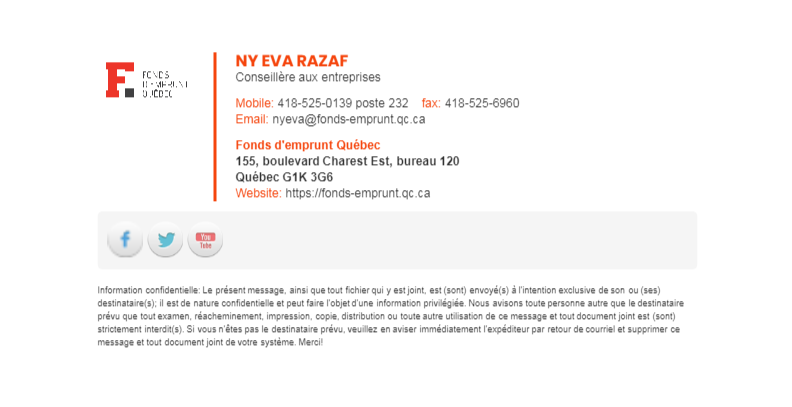 FONDS
D'EMPRUNT
QUÉBEC
NY EVA RAZAF
Conseillère aux entreprises
Mobile: 418-525-0139 poste 232 fax: 418-525-6960
Email: nyeva@fonds-emprunt.qc.ca
Fonds d'emprunt Québec
155, boulevard Charest Est, bureau 120
Québec G1K 3G6
Website: https://fonds-emprunt.qc.ca
You
Tube
Information confidentielle: Le présent message, ainsi que tout fichier qui y est joint, est (sont) envoyé(s) à l'intention exclusive de son ou (ses)
destinataire(s); il est de nature confidentielle et peut faire l'objet d'une information privilégiée. Nous avisons toute personne autre que le destinataire
prévu que tout examen, réacheminement, impression, copie, distribution ou toute autre utilisation de ce message et tout document joint est (sont)
strictement interdit(s). Si vous n'êtes pas le destinataire prévu, veuillez en aviser immédiatement l'expéditeur par retour de courriel et supprimer ce
message et tout document joint de votre systéme. Merci!